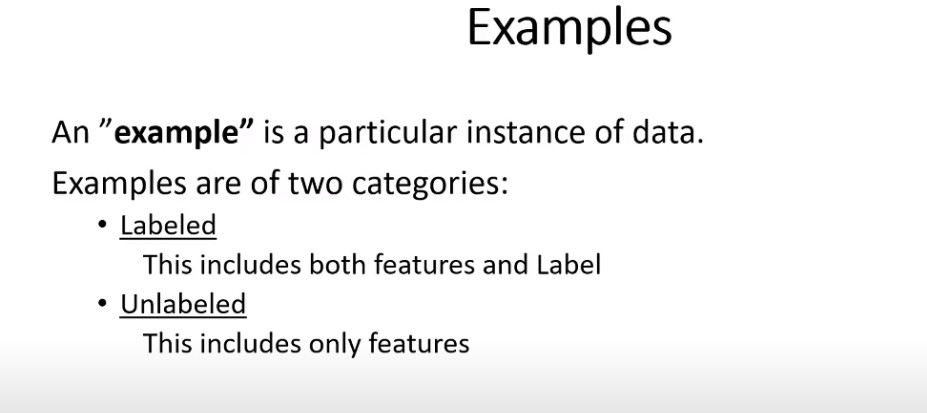 Examples
An ”example” is a particular instance of data.
Examples are of two categories:
• Labeled
This includes both features and Label
• Unlabeled
This includes only features